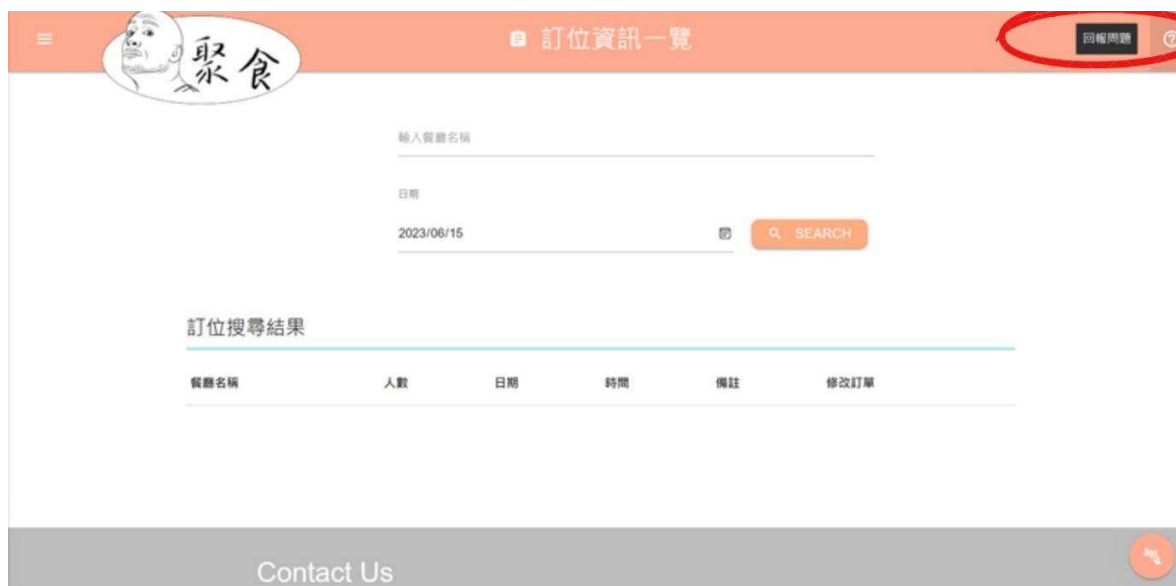 聚食
訂位資訊一覽
回報問題
輸入餐廳名稱
日期
2023/06/15
SEARCH
訂位搜尋結果
餐廳名稱 人數 日期 時間 備註 修改訂單
Contact Us